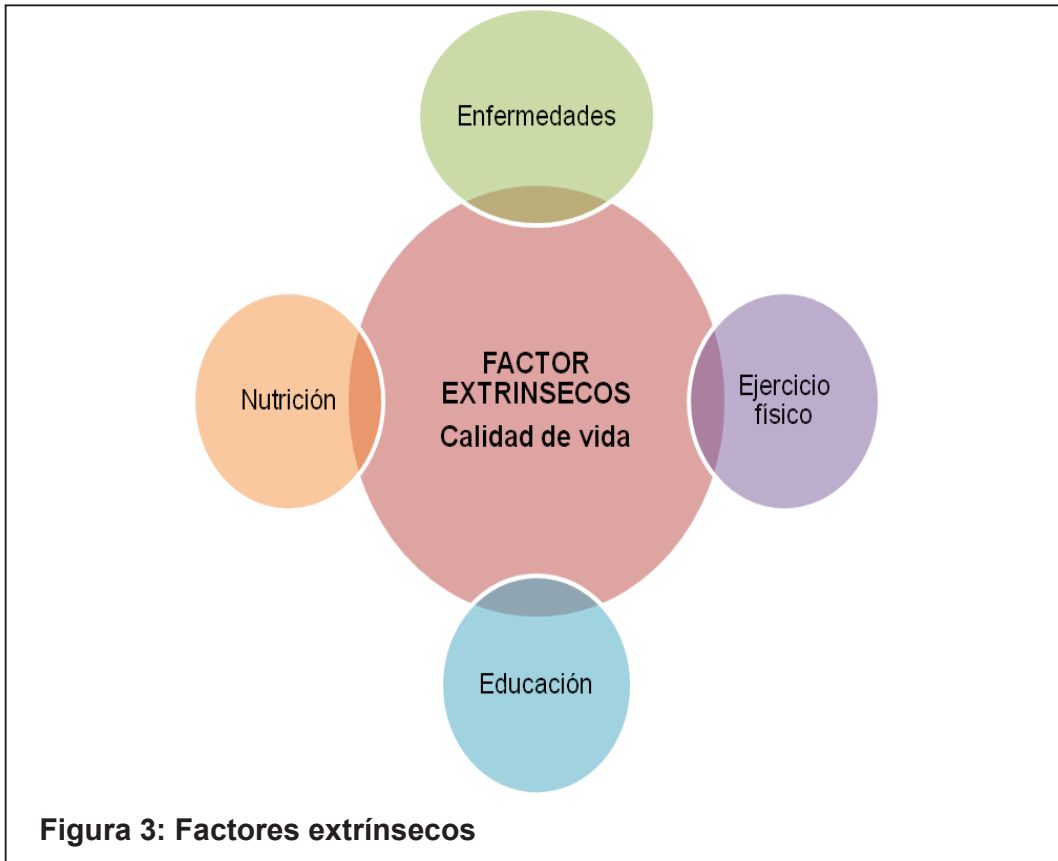 Enfermedades
Nutrición
FACTOR
EXTRINSECOS
Calidad de vida
Ejercicio
físico
Educación
Figura 3: Factores extrínsecos